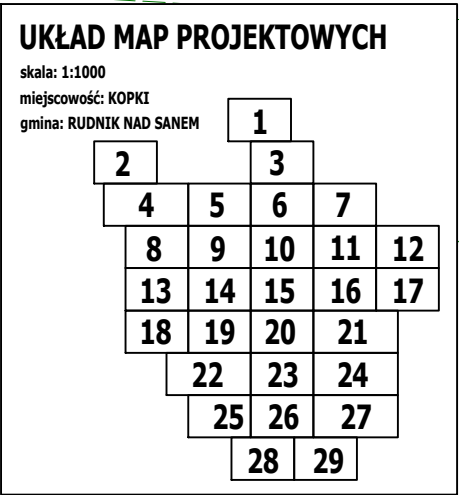 UKŁAD MAP PROJEKTOWYCH
skala: 1:1000
miejscowość: KOPKI
gmina: RUDNIK NAD SANEM
1
2 3
4 5 6 7
8 9 10 11 12
13 14 15 16 17
18 19 20 21
22 23 24
25 26 27
28 29